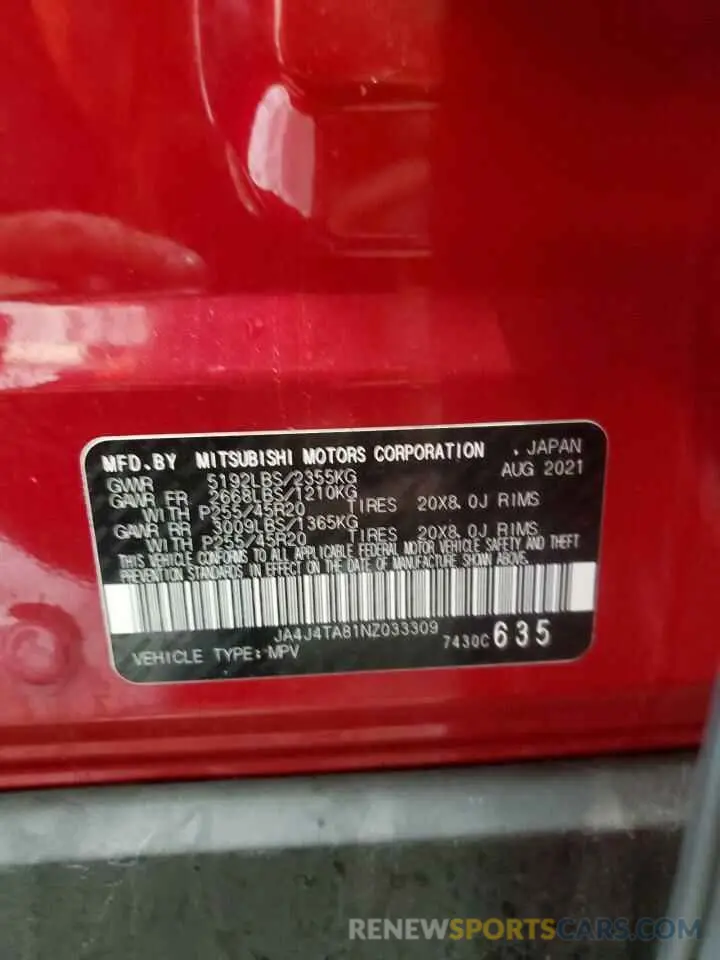 MFD.BY MITSUBISHI MOTORS CORPORATION . JAPAN
GVWR 5192LBS/2355KG AUG 2021
GAWR FR 2668LBS/1210KG
WITH P255/45R20 TIRES 20X8.0J RIMS
GAWR RR 3009LBS/1365KG
WITH P255/45R20 TIRES 20X8.0J RIMS
THIS VEHICLE CONFORMS TO ALL APPLICABLE FEDERAL MOTOR VEHICLE SAFETY AND THEFT
PREVENTION STANDARDS IN EFFECT ON THE DATE OF MANUFACTURE SHOWN ABOVE.
JA4J4TA81NZ033309
VEHICLE TYPE: MPV 7430C 635
RENEWSPORTSCARS.COM